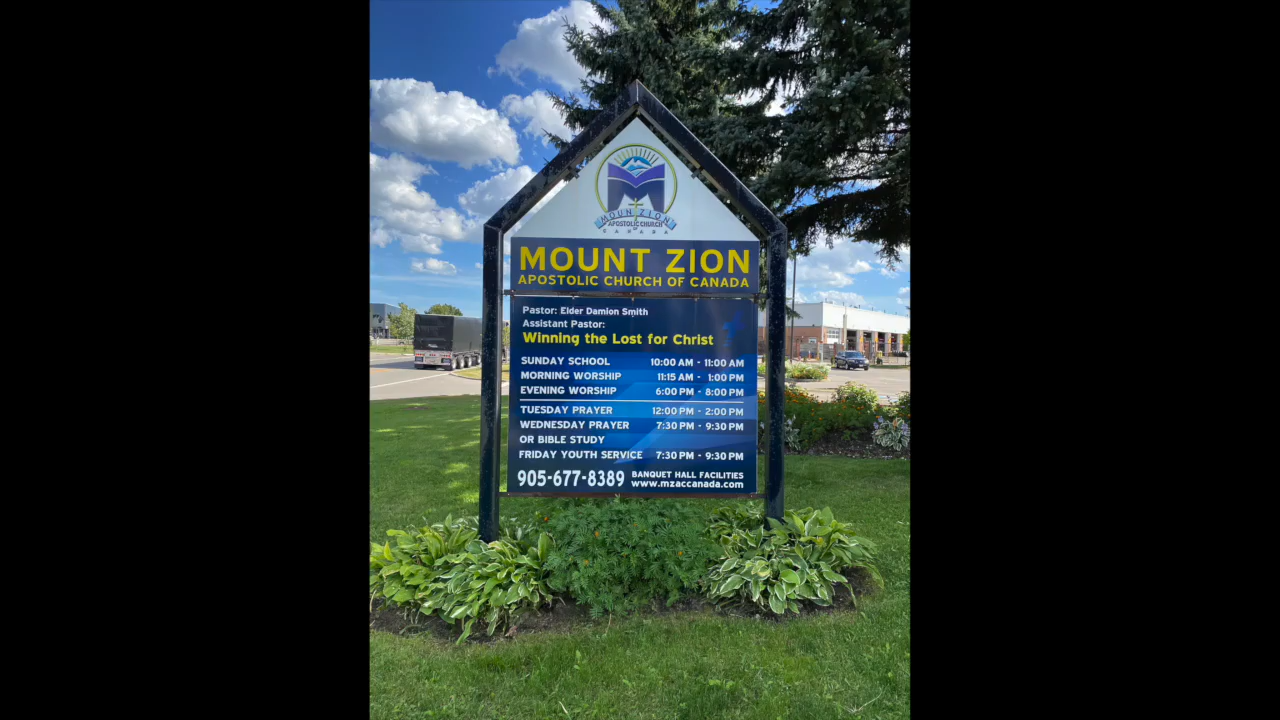 MOUNT ZION
APOSTOLIC CHURCH
CANADA
MOUNT ZION
APOSTOLIC CHURCH OF CANADA
Pastor: Elder Damion Smith
Assistant Pastor:
Winning the Lost for Christ
SUNDAY SCHOOL 10:00 AM - 11:00 AM
MORNING WORSHIP 11:15 AM - 1:00 PM
EVENING WORSHIP 6:00 PM - 8:00 PM
TUESDAY PRAYER 12:00 PM - 2:00 PM
WEDNESDAY PRAYER 7:30 PM - 9:30 PM
OR BIBLE STUDY
FRIDAY YOUTH SERVICE 7:30 PM - 9:30 PM
905-677-8389 BANQUET HALL FACILITIES
www.mzaccanada.com